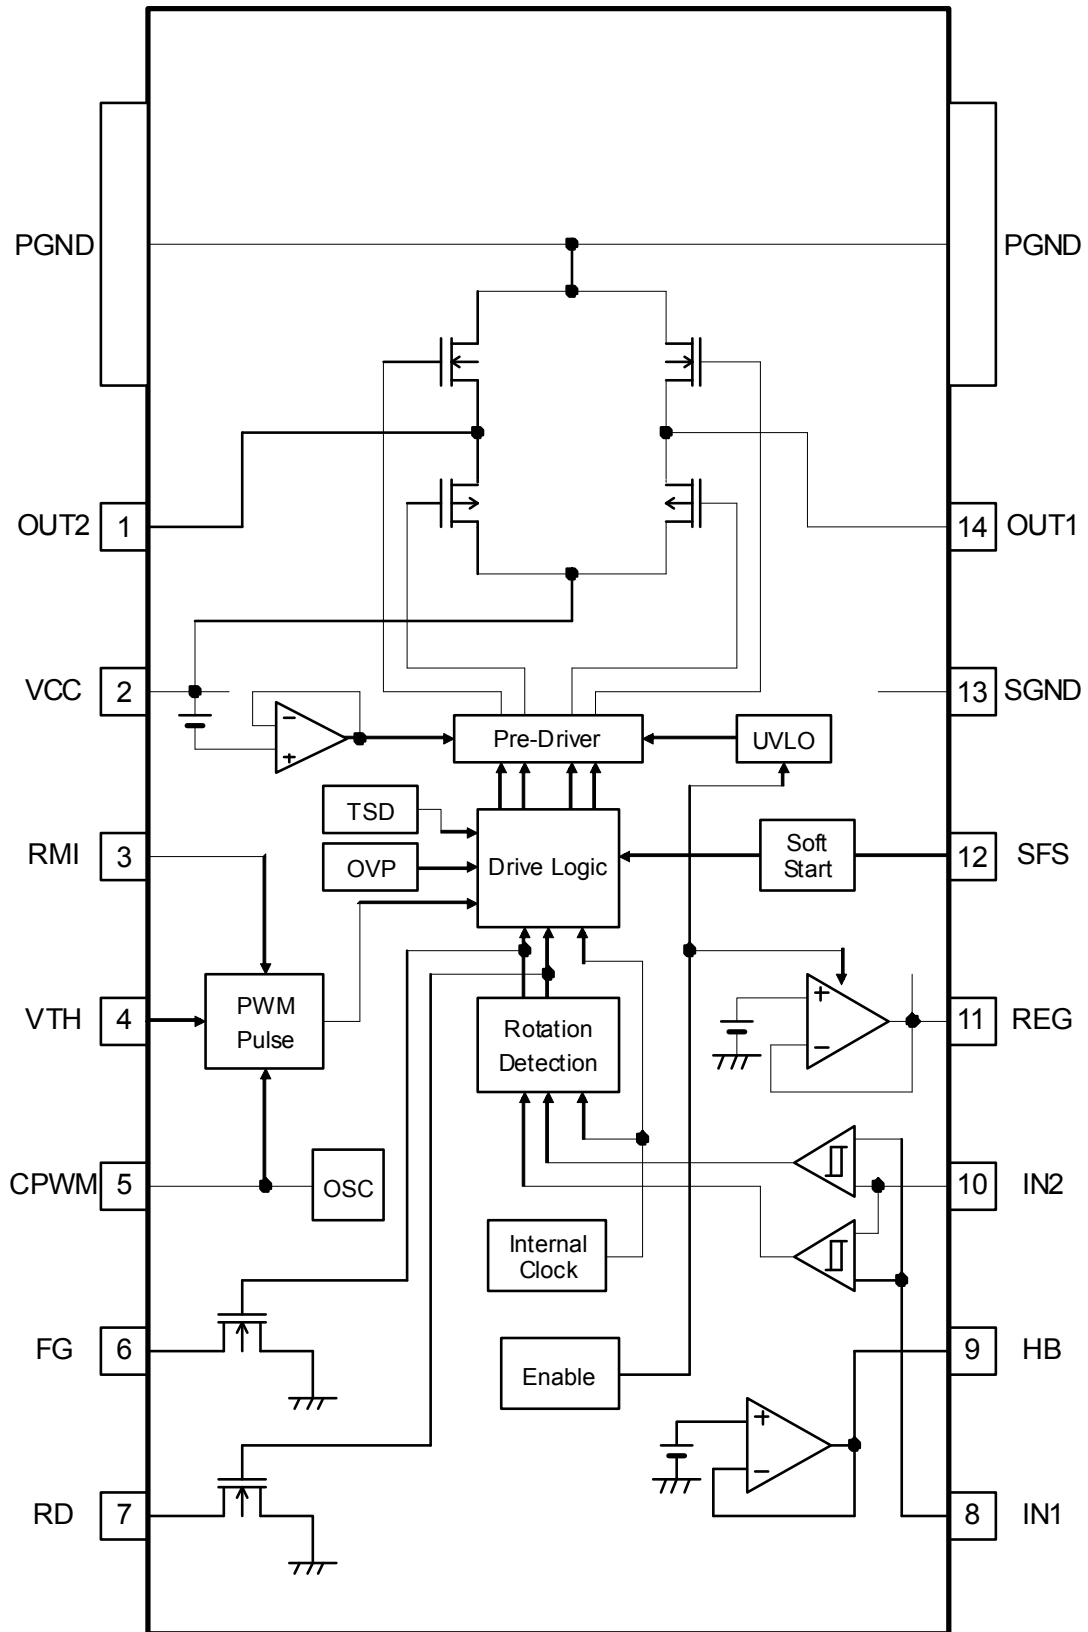 PGND
PGND
OUT2
1
14
OUT1
VCC
2
13
SGND
−
+
Pre-Driver
UVLO
TSD
RMI
3
OVP
Drive Logic
Soft
Start
12
SFS
VTH
4
PWM
Pulse
Rotation
Detection
+
−
11
REG
CPWM
5
OSC
10
IN2
Internal
Clock
FG
6
Enable
9
HB
+
−
RD
7
8
IN1